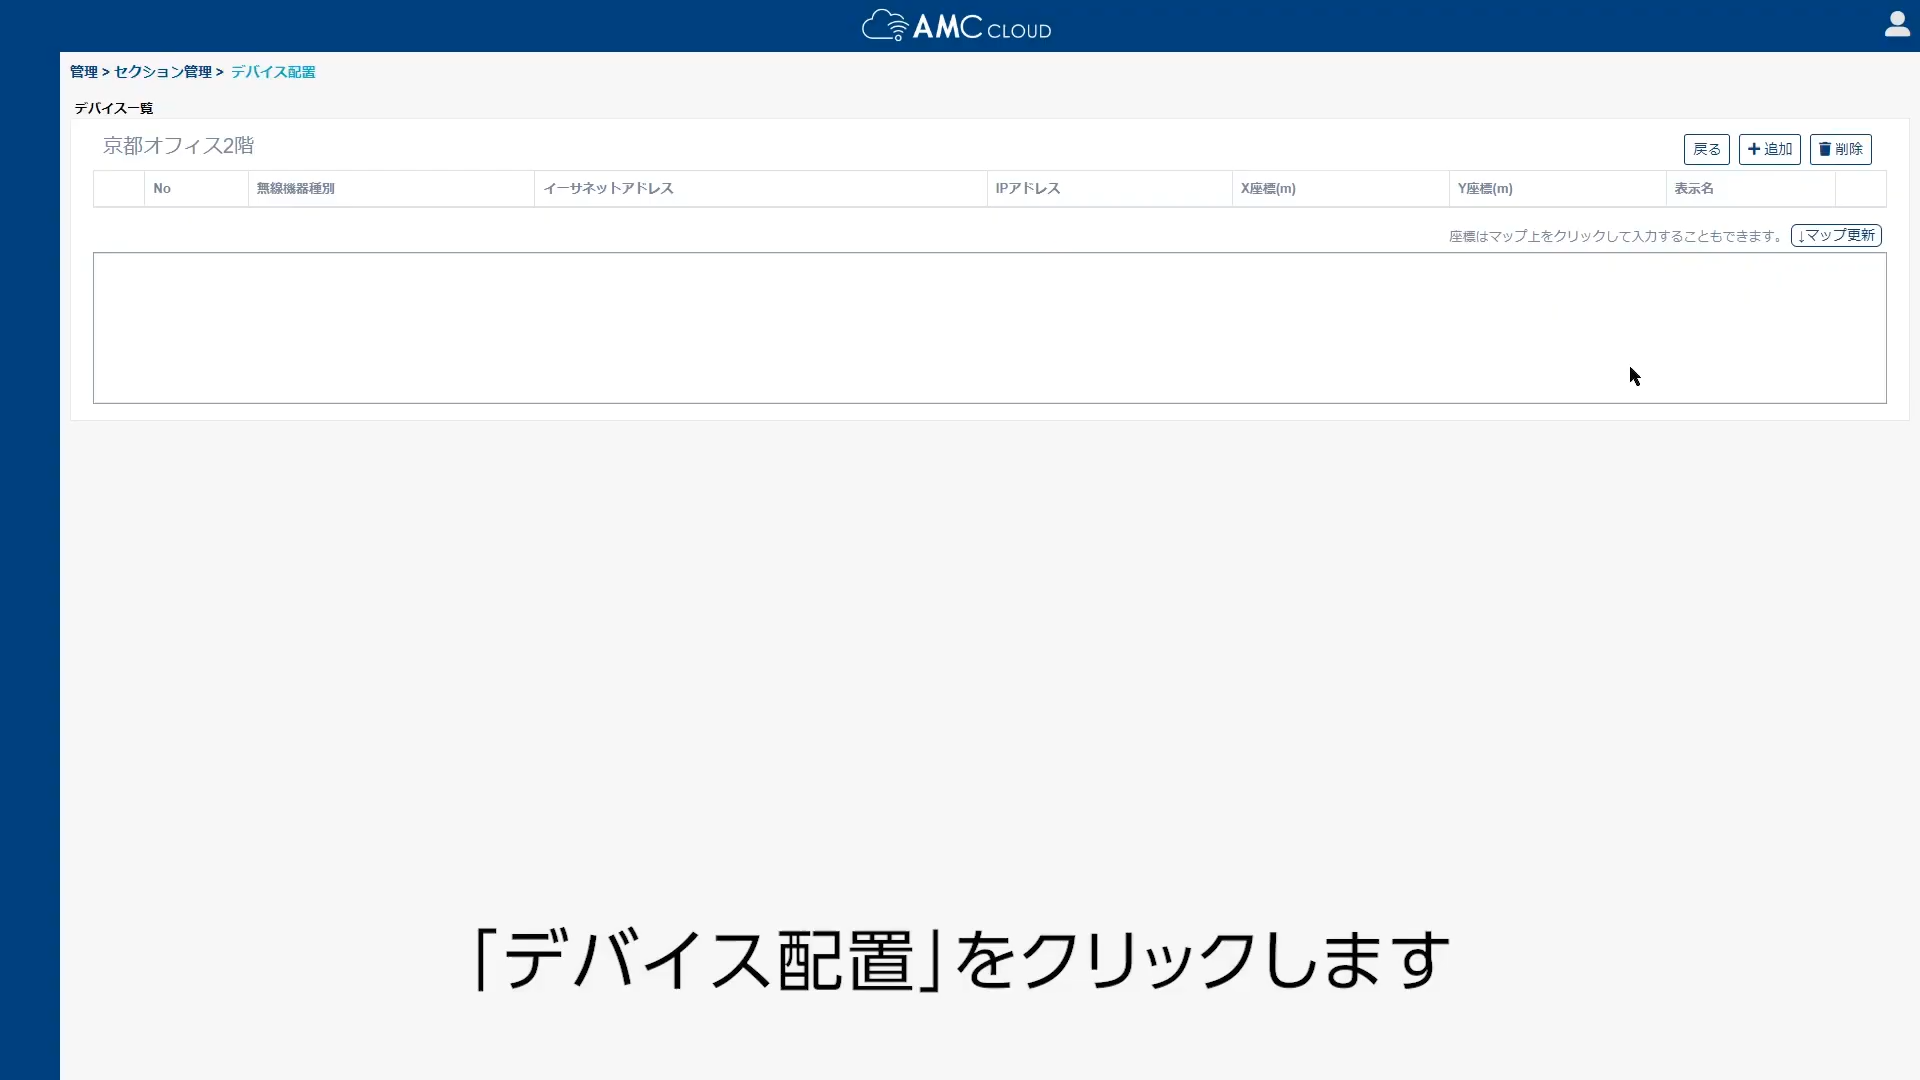 AMC CLOUD
管理 > セクション管理 > デバイス配置
デバイス一覧
京都オフィス2階
戻る
+ 追加
削除
No
無線機器種別
イーサネットアドレス
IPアドレス
X座標(m)
Y座標(m)
表示名
座標はマップ上をクリックして入力することもできます。
↓マップ更新
「デバイス配置」をクリックします